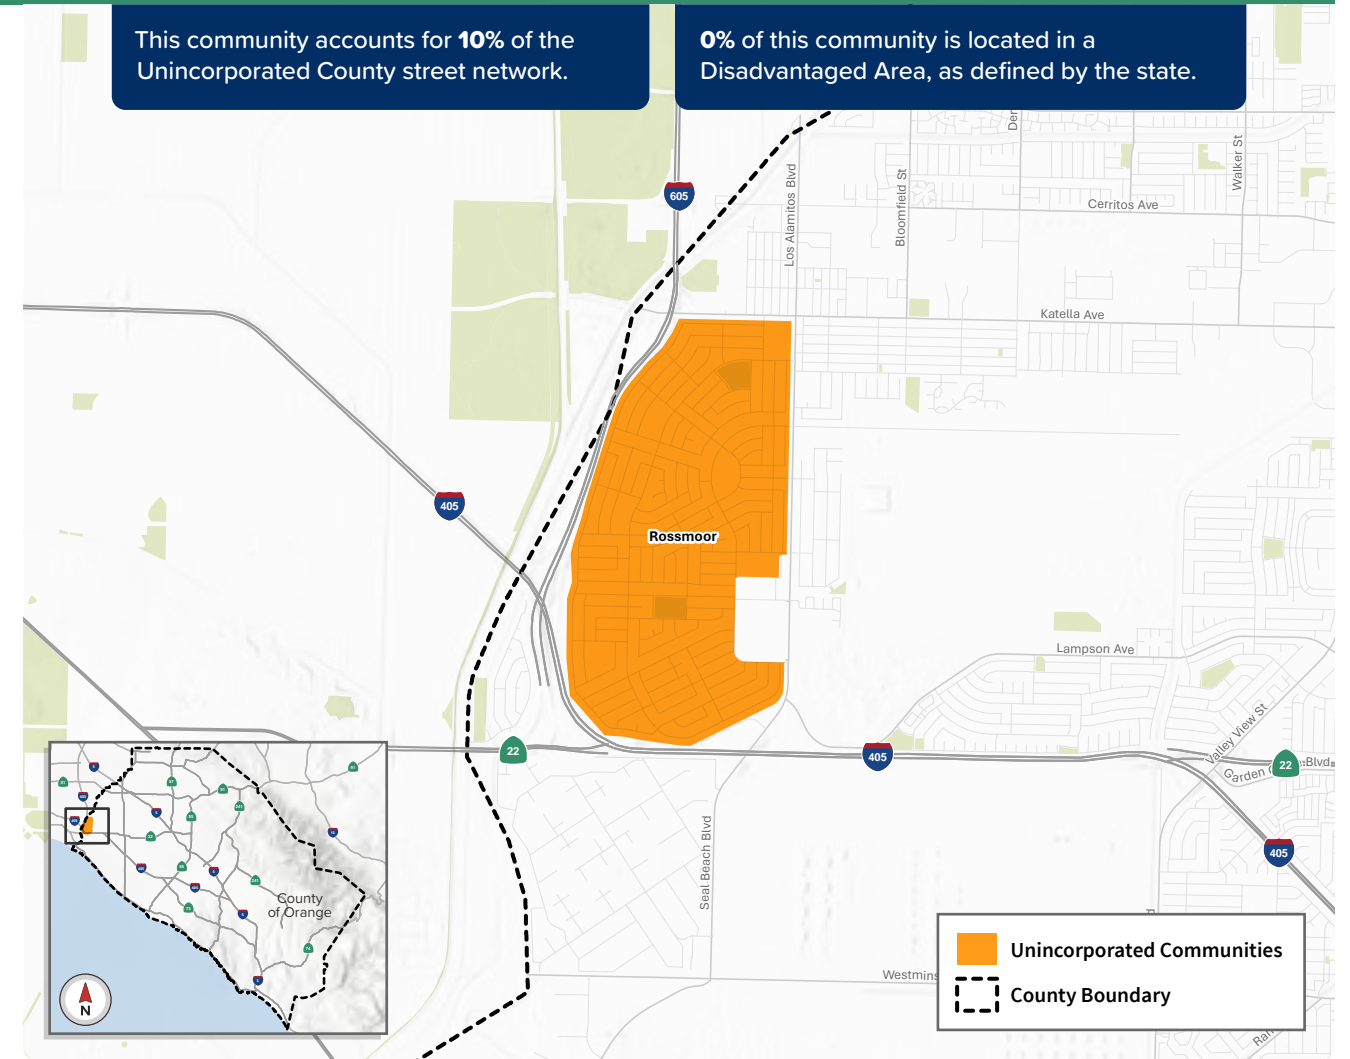 This community accounts for 10% of the
Unincorporated County street network.
0% of this community is located in a
Disadvantaged Area, as defined by the state.
605
Los Alamitos Blvd
Bloomfield St
Walker St
Cerritos Ave
Katella Ave
405
Rossmoor
Lampson Ave
Valley View St
22
405
22
Garden
Blvd
405
Seal Beach Blvd
County
of Orange
N
Unincorporated Communities
County Boundary